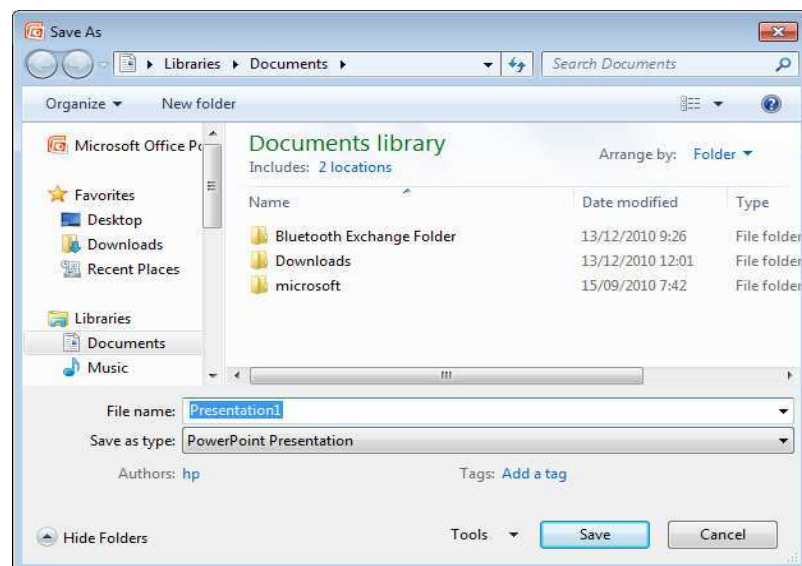 Save As
Libraries Documents Search Documents
Organize New folder
Microsoft Office
Favorites
Desktop
Downloads
Recent Places
Libraries
Documents
Music
Documents library
Includes: 2 locations
Arrange by: Folder
Name Date modified Type
Bluetooth Exchange Folder 13/12/2010 9:26 File folder
Downloads 13/12/2010 12:01 File folder
microsoft 15/09/2010 7:42 File folder
File name: Presentation1
Save as type: PowerPoint Presentation
Authors: hp Tags: Add a tag
Hide Folders Tools Save Cancel